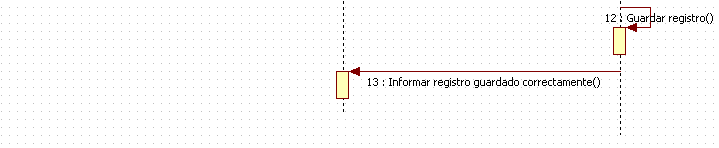 12 : Guardar registro()
13 : Informar registro guardado correctamente()